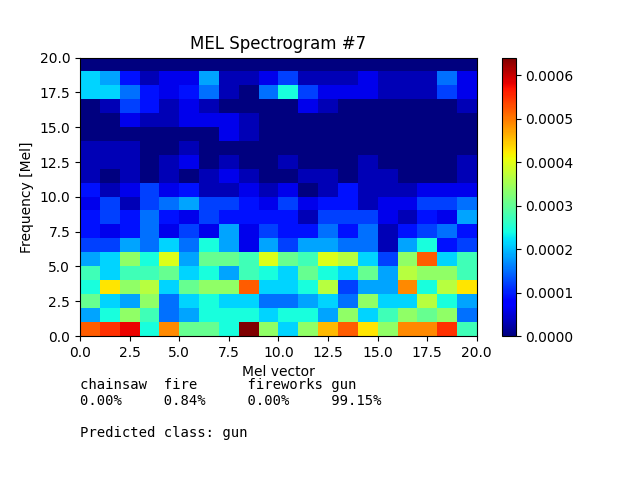 MEL Spectrogram #7
Frequency [Mel]
20.0
17.5
15.0
12.5
10.0
7.5
5.0
2.5
0.0
0.0 2.5 5.0 7.5 10.0 12.5 15.0 17.5 20.0
Mel vector
0.0006
0.0005
0.0004
0.0003
0.0002
0.0001
0.0000
chainsaw fire fireworks gun
0.00% 0.84% 0.00% 99.15%
Predicted class: gun